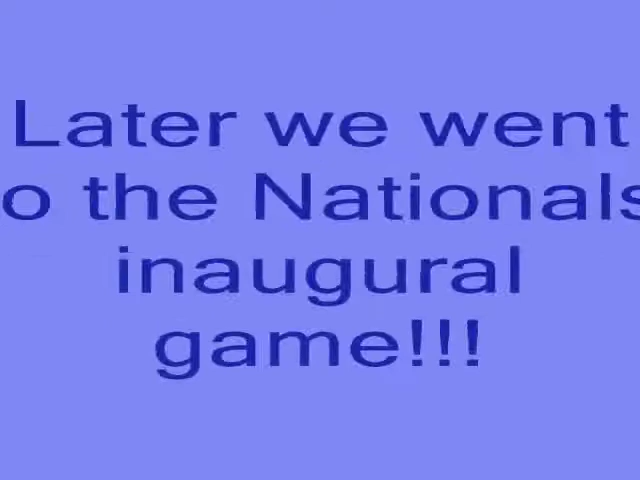 Later we went
o the Nationals
inaugural
game!!!